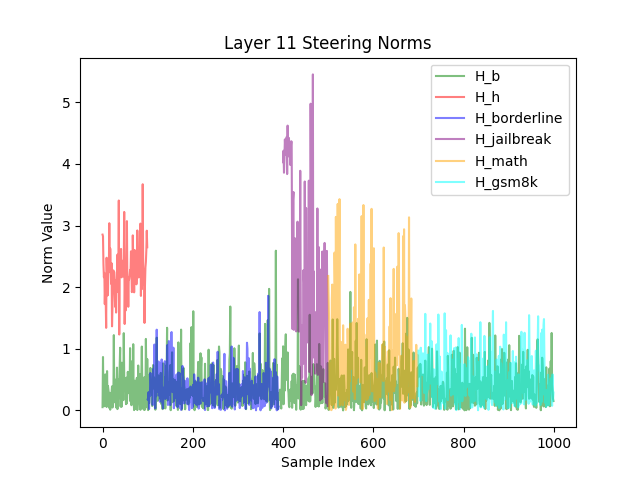 Layer 11 Steering Norms
H_b
H_h
H_borderline
H_jailbreak
H_math
H_gsm8k
Norm Value
5
4
3
2
1
0
0 200 400 600 800 1000
Sample Index